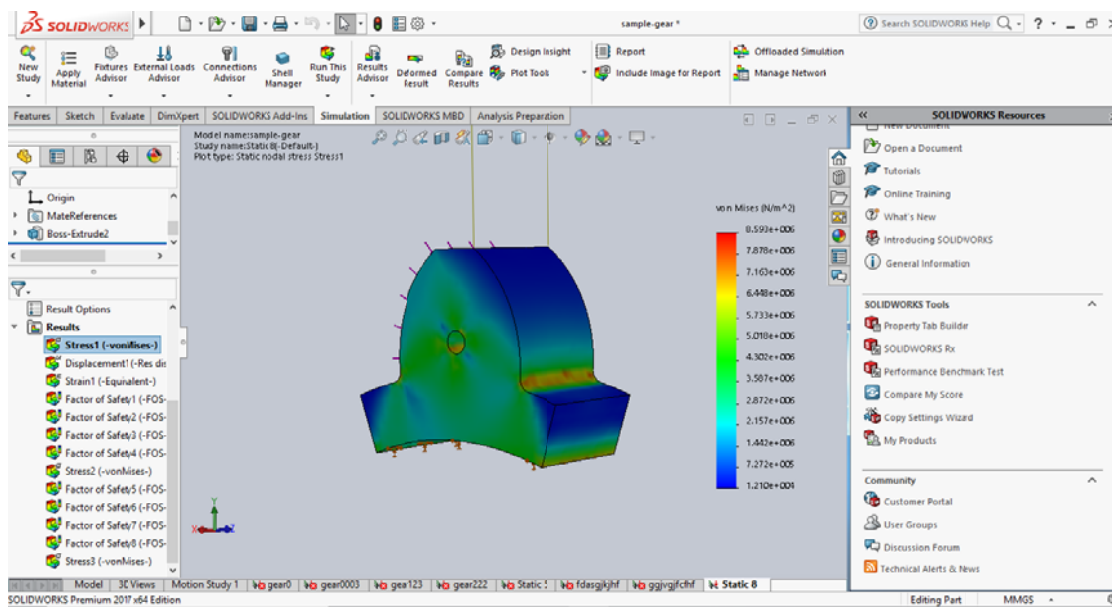 SOLIDWORKS
sample-gear *
Search SOLIDWORKS Help
New Study
Apply Material
Fixtures Advisor
External Loads Advisor
Connections Advisor
Shell Manager
Run This Study
Results Advisor
Deformed Result
Compare Results
Design Insight
Plot Tools
Report
Include Image for Report
Offloaded Simulation
Manage Network
Features Sketch Evaluate DimXpert SOLIDWORKS Add-Ins Simulation SOLIDWORKS MBD Analysis Preparation
Origin
MateReferences
Boss-Extrude2
Result Options
Results
Stress1 (-vonMises-)
Displacement1 (-Res dis
Strain1 (-Equivalent-)
Factor of Safety1 (-FOS-
Factor of Safety2 (-FOS-
Factor of Safety3 (-FOS-
Factor of Safety4 (-FOS-
Stress2 (-vonMises-)
Factor of Safety5 (-FOS-
Factor of Safety6 (-FOS-
Factor of Safety7 (-FOS-
Factor of Safety8 (-FOS-
Stress3 (-vonMises-)
Model name:sample-gear
Study name:Static 8(-Default-)
Plot type: Static nodal stress Stress1
von Mises (N/m^2)
8.593e+006
7.878e+006
7.163e+006
6.448e+006
5.733e+006
5.018e+006
4.302e+006
3.587e+006
2.872e+006
2.157e+006
1.442e+006
7.272e+005
1.210e+004
Y
X
Z
SOLIDWORKS Resources
New Document
Open a Document
Tutorials
Online Training
What's New
Introducing SOLIDWORKS
General Information
SOLIDWORKS Tools
Property Tab Builder
SOLIDWORKS Rx
Performance Benchmark Test
Compare My Score
Copy Settings Wizard
My Products
Community
Customer Portal
User Groups
Discussion Forum
Technical Alerts & News
Model 3D Views Motion Study 1 gear0 gear0003 gea123 gear222 Static fdasgjkjhf ggjvgjfcfhf Static 8
SOLIDWORKS Premium 2017 x64 Edition
Editing Part MMGS